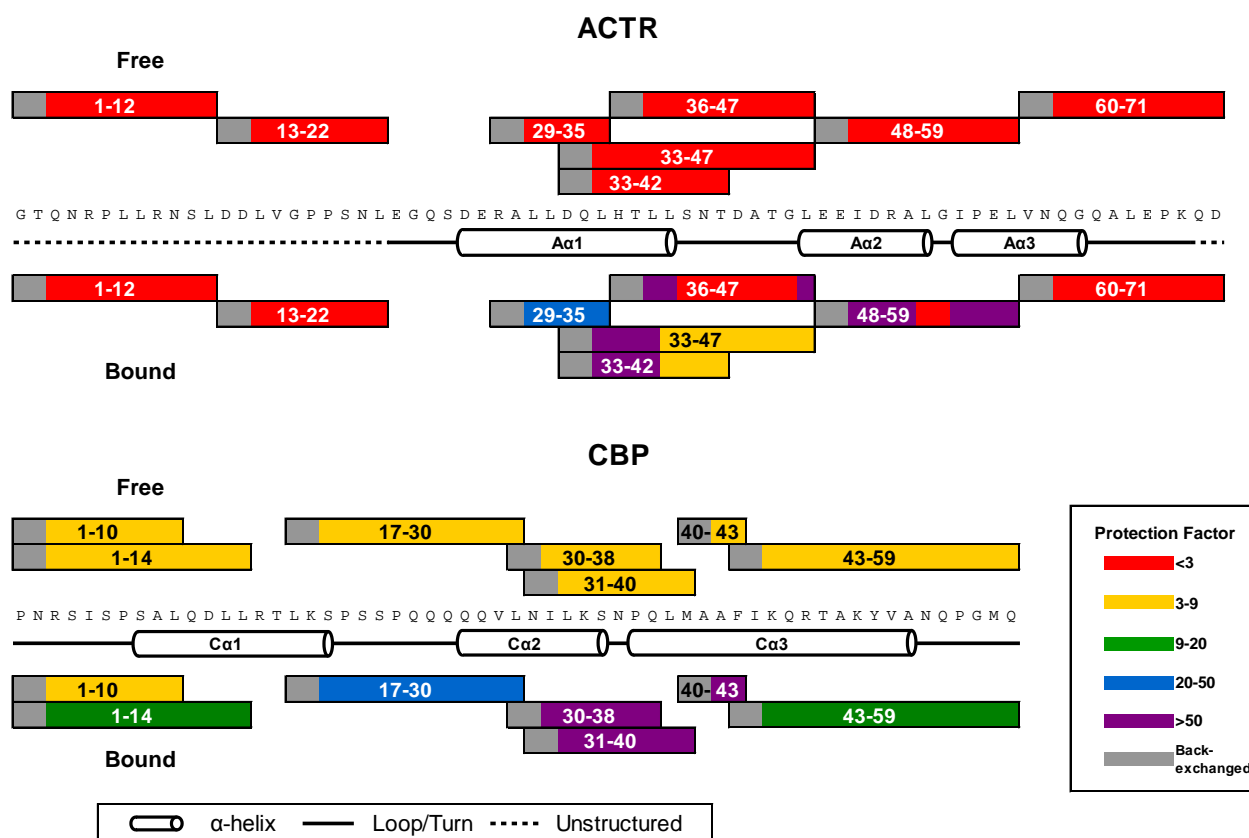 ACTR
Free
1-12 36-47 60-71
13-22 29-35 48-59
33-47
33-42
G T Q N R P L L R N S L D D L V G P P S N L E G Q S D E R A L L D Q L H T L L S N T D A T G L E E I D R A L G I P E L V N Q G Q A L E P K Q D
Aα1 Aα2 Aα3
1-12 36-47 60-71
13-22 29-35 48-59
33-47
33-42
Bound
CBP
Free
1-10 17-30 40-43
1-14 30-38 43-59
31-40
P N R S I S P S A L Q D L L R T L K S P S S P Q Q Q Q Q V L N I L K S N P Q L M A A F I K Q R T A K Y V A N Q P G M Q
Cα1 Cα2 Cα3
1-10 17-30 40-43
1-14 30-38 43-59
31-40
Bound
Protection Factor
<3
3-9
9-20
20-50
>50
Back-
exchanged
α-helix Loop/Turn Unstructured